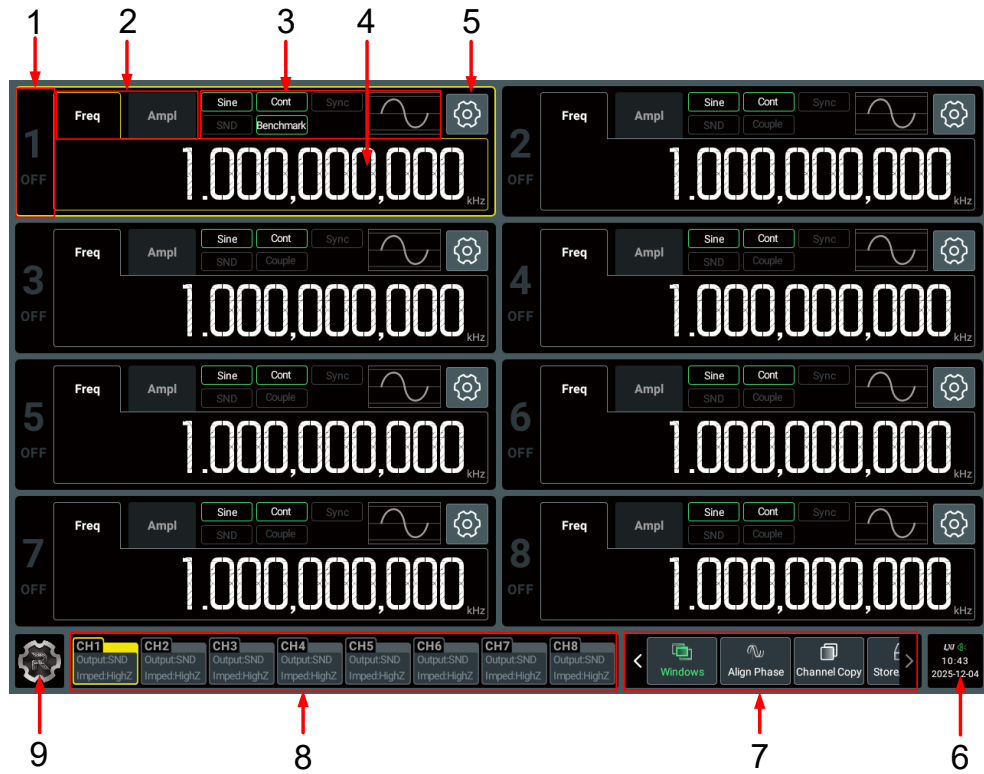 1 2 3 4 5
1 OFF Freq Ampl Sine Cont Sync
SND Benchmark
1.000,000,000 kHz
2 OFF Freq Ampl Sine Cont Sync
SND Couple
1.000,000,000 kHz
3 OFF Freq Ampl Sine Cont Sync
SND Couple
1.000,000,000 kHz
4 OFF Freq Ampl Sine Cont Sync
SND Couple
1.000,000,000 kHz
5 OFF Freq Ampl Sine Cont Sync
SND Couple
1.000,000,000 kHz
6 OFF Freq Ampl Sine Cont Sync
SND Couple
1.000,000,000 kHz
7 OFF Freq Ampl Sine Cont Sync
SND Couple
1.000,000,000 kHz
8 OFF Freq Ampl Sine Cont Sync
SND Couple
1.000,000,000 kHz
CH1 CH2 CH3 CH4 CH5 CH6 CH7 CH8
Output:SND Output:SND Output:SND Output:SND Output:SND Output:SND Output:SND Output:SND
Imped:HighZ Imped:HighZ Imped:HighZ Imped:HighZ Imped:HighZ Imped:HighZ Imped:HighZ Imped:HighZ
Windows Align Phase Channel Copy Store
LXI
10:43
2025-12-04
9 8 7 6